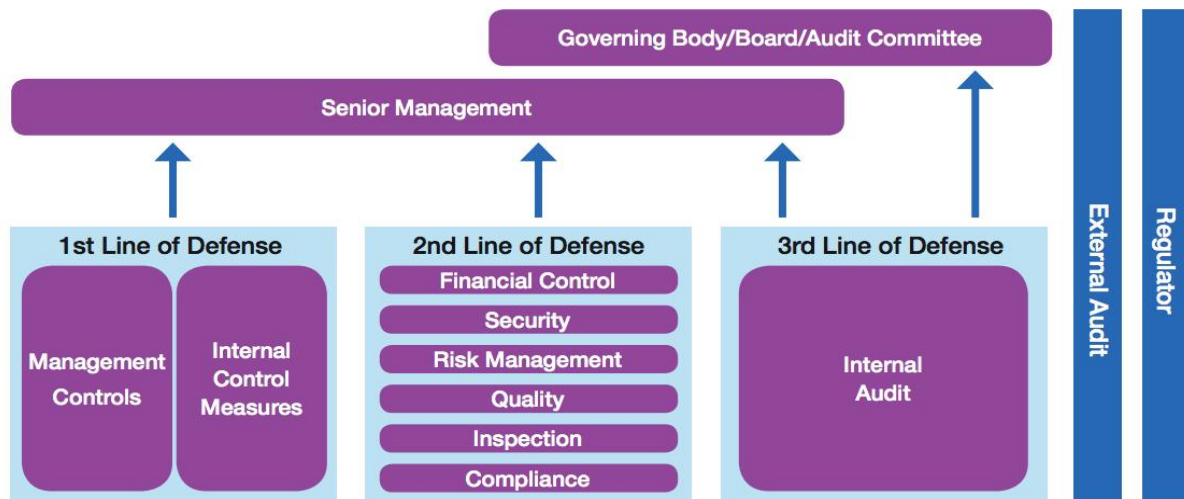 Governing Body/Board/Audit Committee
Senior Management
1st Line of Defense
Management
Controls
Internal
Control
Measures
2nd Line of Defense
Financial Control
Security
Risk Management
Quality
Inspection
Compliance
3rd Line of Defense
Internal
Audit
External Audit
Regulator